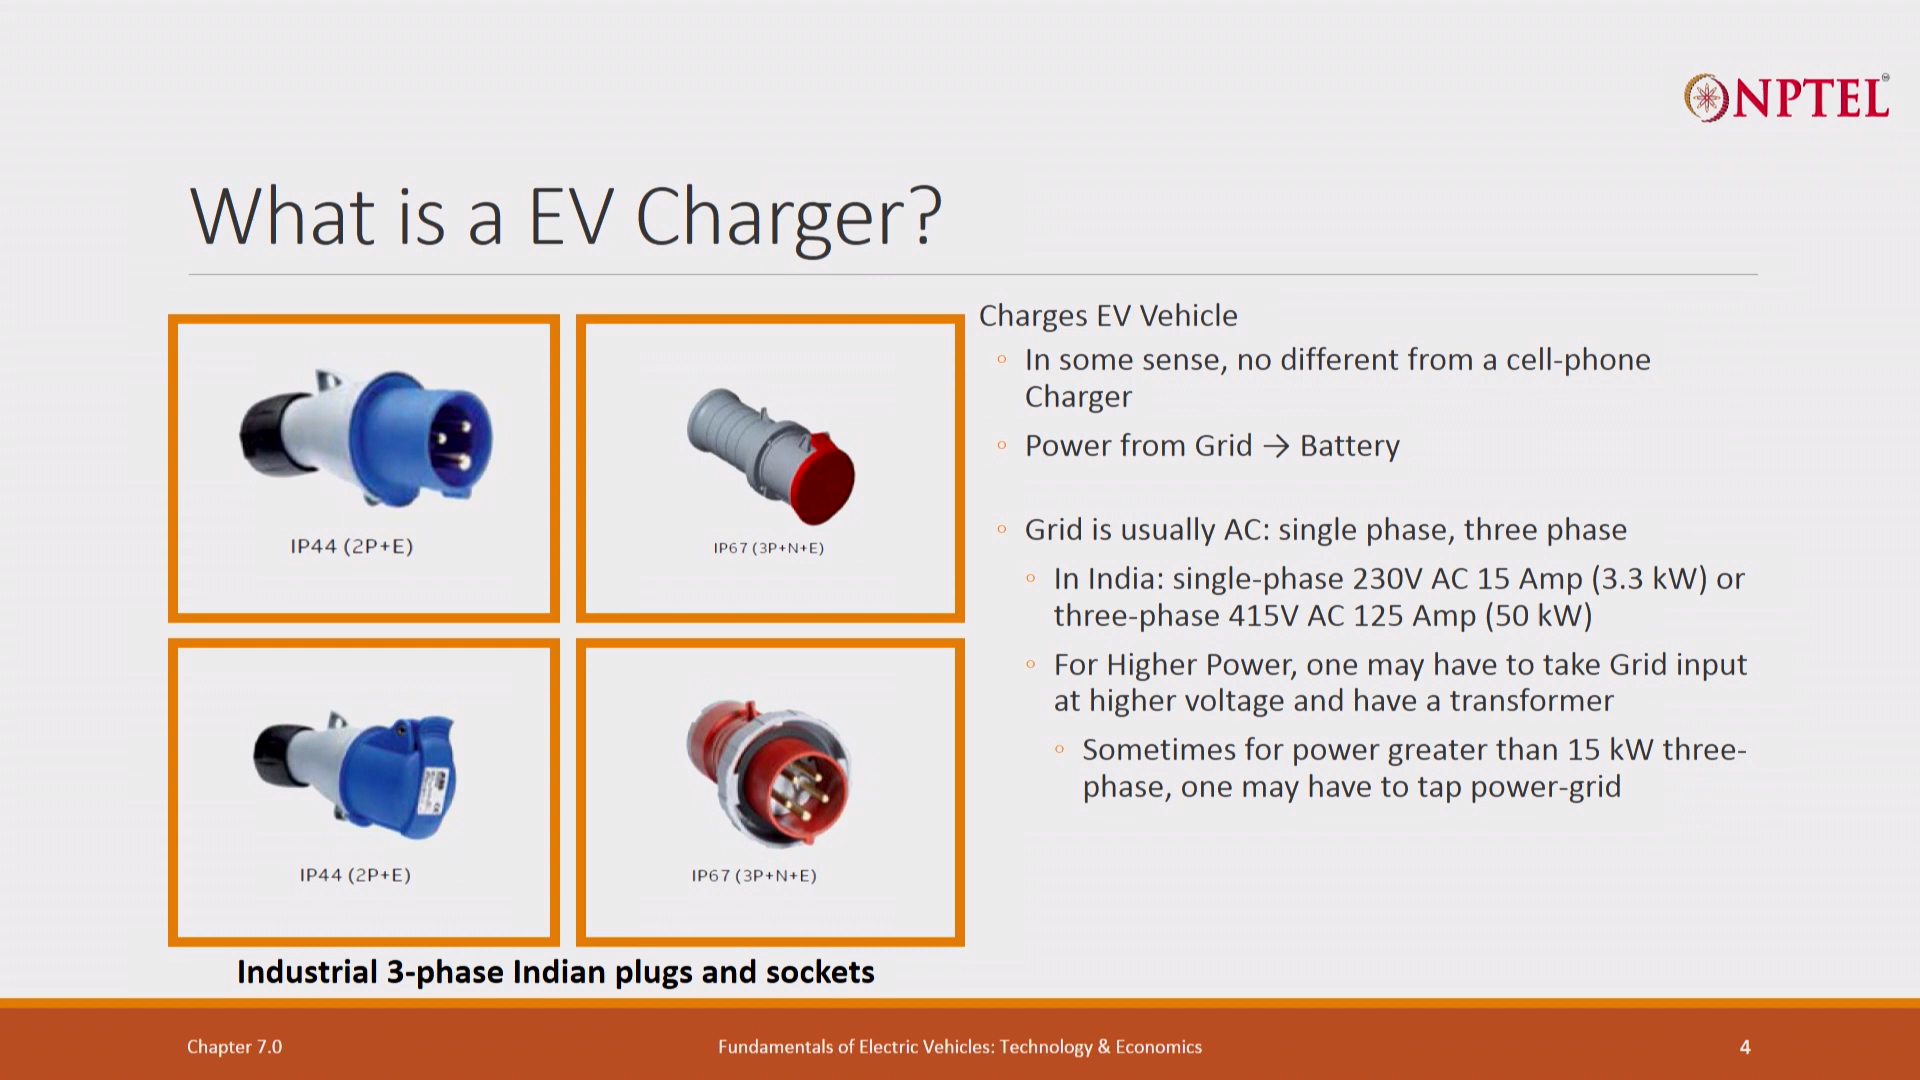 NPTEL
What is a EV Charger?
IP44 (2P+E)
IP67 (3P+N+E)
IP44 (2P+E)
IP67 (3P+N+E)
Industrial 3-phase Indian plugs and sockets
Charges EV Vehicle
◦ In some sense, no different from a cell-phone
Charger
◦ Power from Grid → Battery
◦ Grid is usually AC: single phase, three phase
◦ In India: single-phase 230V AC 15 Amp (3.3 kW) or
three-phase 415V AC 125 Amp (50 kW)
◦ For Higher Power, one may have to take Grid input
at higher voltage and have a transformer
◦ Sometimes for power greater than 15 kW three-
phase, one may have to tap power-grid
Chapter 7.0
Fundamentals of Electric Vehicles: Technology & Economics
4